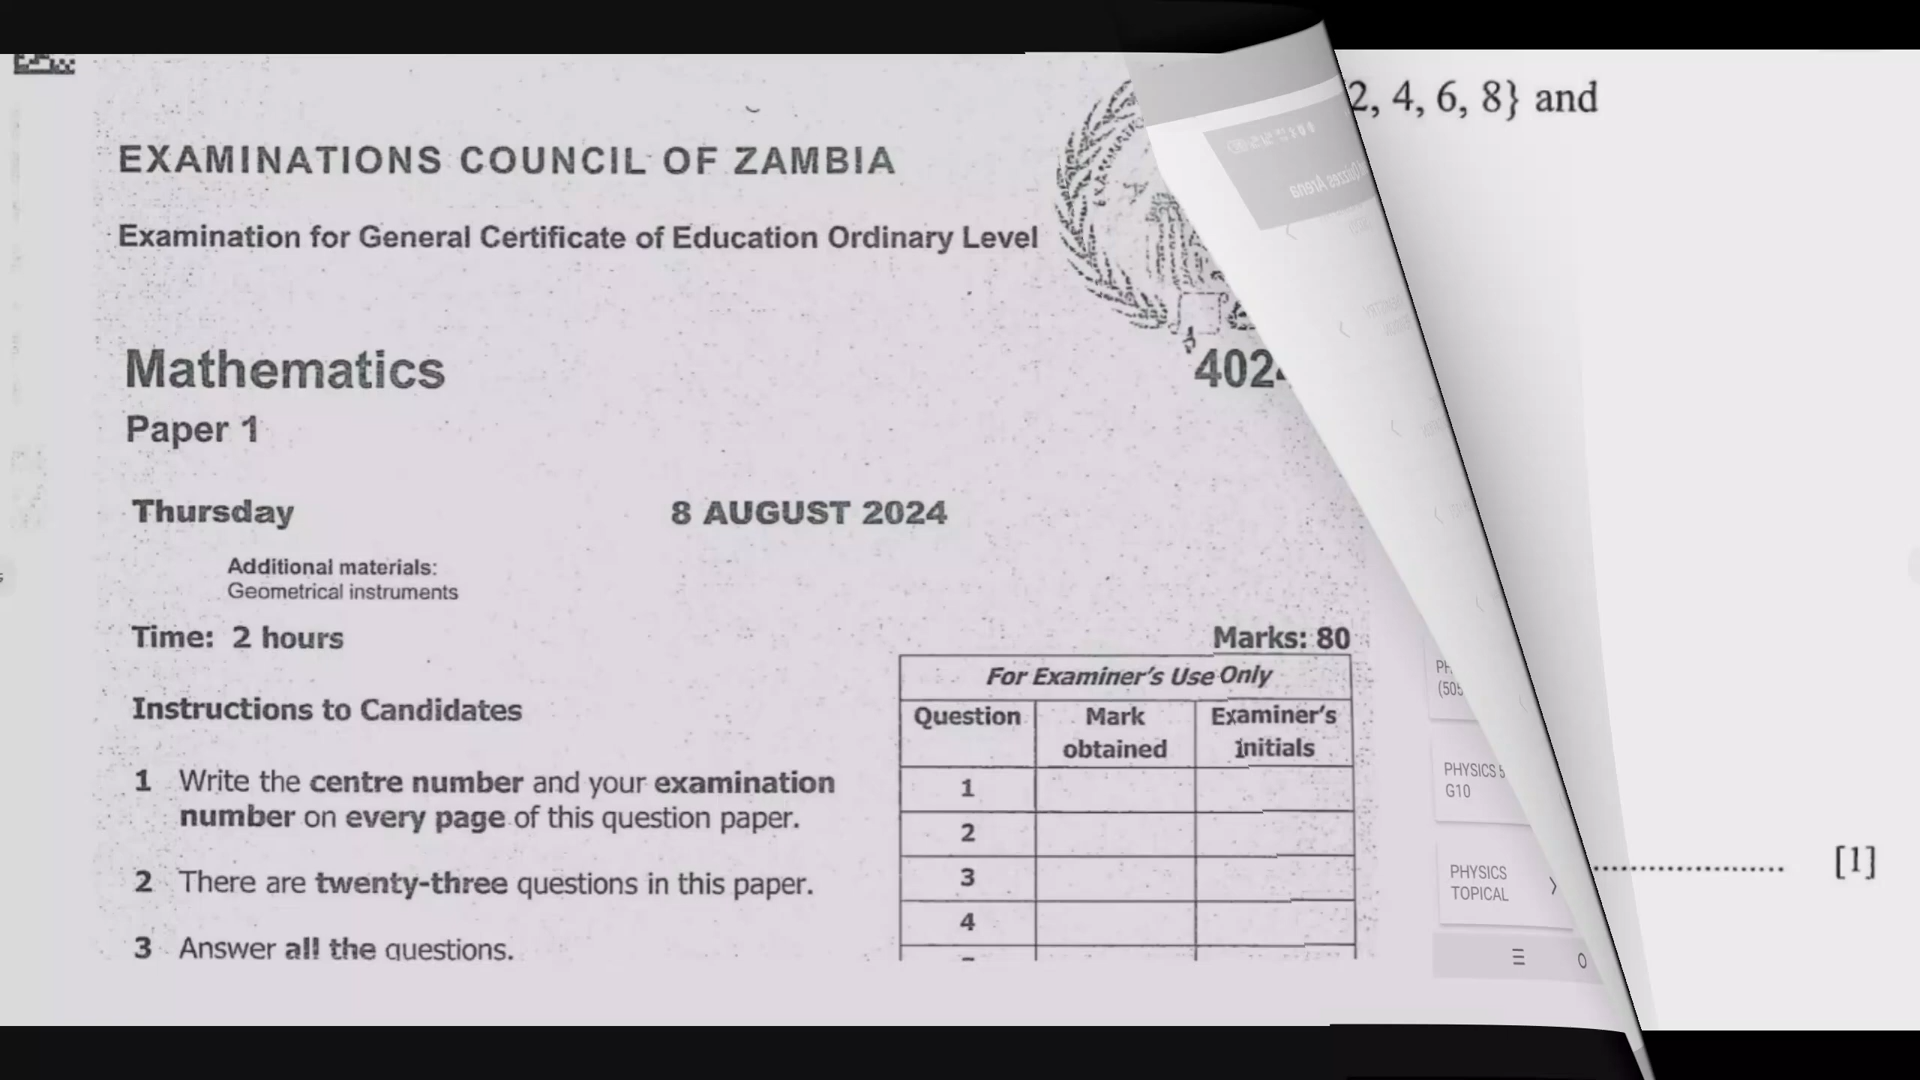 EXAMINATIONS COUNCIL OF ZAMBIA
Examination for General Certificate of Education Ordinary Level
Mathematics
402
Paper 1
Thursday 8 AUGUST 2024
Additional materials:
Geometrical instruments
Time: 2 hours
Marks: 80
Instructions to Candidates
1 Write the centre number and your examination
number on every page of this question paper.
2 There are twenty-three questions in this paper.
3 Answer all the questions.
For Examiner's Use Only
Question Mark obtained Examiner's initials
1
2
3
4
2, 4, 6, 8} and
Arena
(505
PHYSICS 5
G10
PHYSICS
TOPICAL
.................... [1]